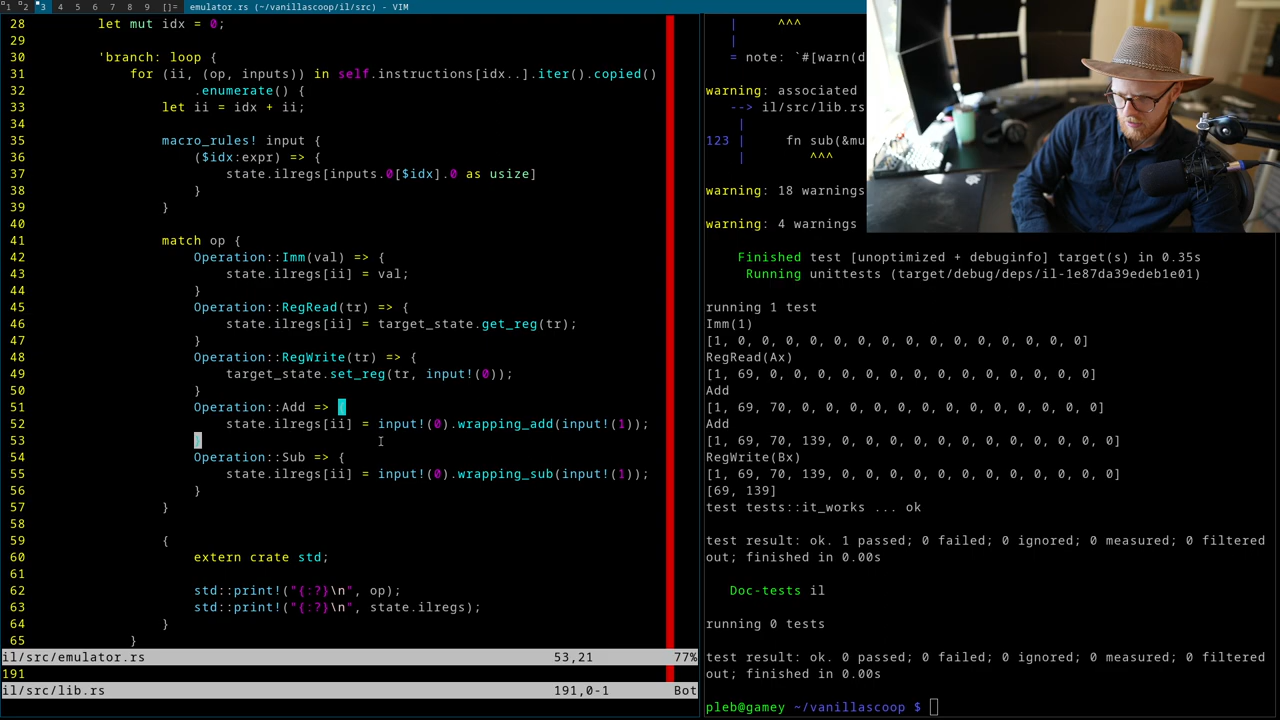 1 2 3 4 5 6 7 8 9 []= emulator.rs (~/vanillascoop/il/src) - VIM
28 let mut idx = 0;
29
30 'branch: loop {
31 for (ii, (op, inputs)) in self.instructions[idx..].iter().copied()
32 .enumerate() {
33 let ii = idx + ii;
34
35 macro_rules! input {
36 ($idx:expr) => {
37 state.ilregs[inputs.0[$idx].0 as usize]
38 }
39 }
40
41 match op {
42 Operation::Imm(val) => {
43 state.ilregs[ii] = val;
44 }
45 Operation::RegRead(tr) => {
46 state.ilregs[ii] = target_state.get_reg(tr);
47 }
48 Operation::RegWrite(tr) => {
49 target_state.set_reg(tr, input!(0));
50 }
51 Operation::Add => {
52 state.ilregs[ii] = input!(0).wrapping_add(input!(1));
53 }
54 Operation::Sub => {
55 state.ilregs[ii] = input!(0).wrapping_sub(input!(1));
56 }
57 }
58
59 {
60 extern crate std;
61
62 std::print!("{:?}\n", op);
63 std::print!("{:?}\n", state.ilregs);
64 }
65 }
il/src/emulator.rs 53,21 77%
191
il/src/lib.rs 191,0-1 Bot
| ^^^
|
= note: `#[warn(d
warning: associated
--> il/src/lib.rs
|
123 | fn sub(&mu
| ^^^
warning: 18 warnings
warning: 4 warnings
Finished test [unoptimized + debuginfo] target(s) in 0.35s
Running unittests (target/debug/deps/il-1e87da39edeb1e01)
running 1 test
Imm(1)
[1, 0, 0, 0, 0, 0, 0, 0, 0, 0, 0, 0, 0, 0, 0, 0]
RegRead(Ax)
[1, 69, 0, 0, 0, 0, 0, 0, 0, 0, 0, 0, 0, 0, 0, 0]
Add
[1, 69, 70, 0, 0, 0, 0, 0, 0, 0, 0, 0, 0, 0, 0, 0]
Add
[1, 69, 70, 139, 0, 0, 0, 0, 0, 0, 0, 0, 0, 0, 0, 0]
RegWrite(Bx)
[1, 69, 70, 139, 0, 0, 0, 0, 0, 0, 0, 0, 0, 0, 0, 0]
[69, 139]
test tests::it_works ... ok
test result: ok. 1 passed; 0 failed; 0 ignored; 0 measured; 0 filtered
out; finished in 0.00s
Doc-tests il
running 0 tests
test result: ok. 0 passed; 0 failed; 0 ignored; 0 measured; 0 filtered
out; finished in 0.00s
pleb@gamey ~/vanillascoop $